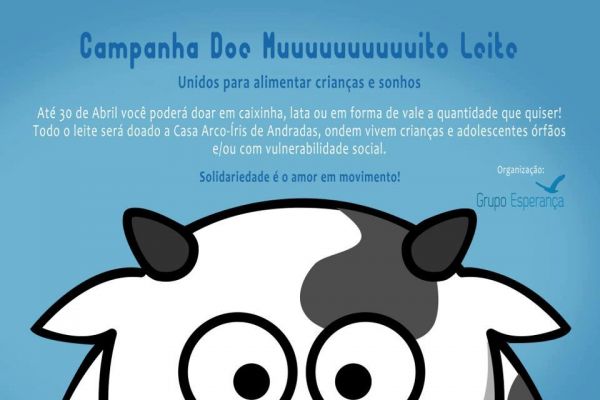 Campanha Doe Muuuuuuuuuuito Leite
Unidos para alimentar crianças e sonhos
Até 30 de Abril você poderá doar em caixinha, lata ou em forma de vale a quantidade que quiser!
Todo o leite será doado a Casa Arco-Íris de Andradas, ondem vivem crianças e adolescentes órfãos
e/ou com vulnerabilidade social.
Organização:
Solidariedade é o amor em movimento!
Grupo Esperança